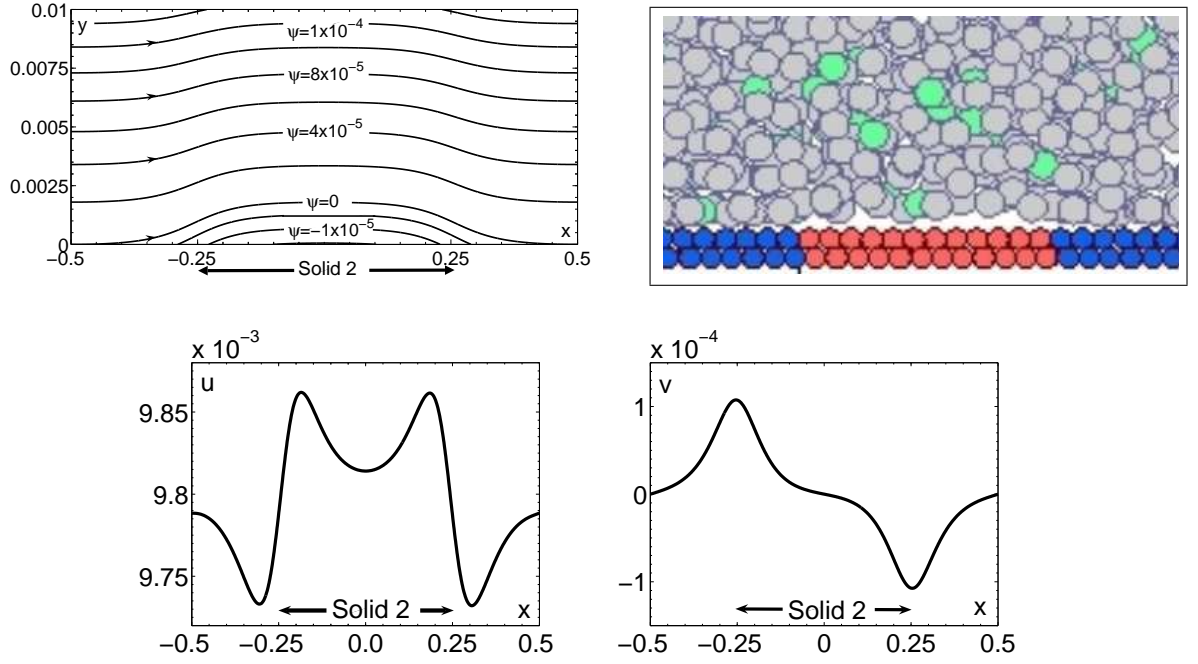 0.01
y
ψ=1x10⁻⁴
0.0075
ψ=8x10⁻⁵
0.005
ψ=4x10⁻⁵
0.0025
ψ=0
ψ=−1x10⁻⁵
x
0
−0.5 −0.25 0.25 0.5
Solid 2
x 10⁻³
u
9.85
9.8
9.75
Solid 2
x
−0.5 −0.25 0.0 0.25 0.5
x 10⁻⁴
v
1
0
−1
Solid 2
x
−0.5 −0.25 0 0.25 0.5